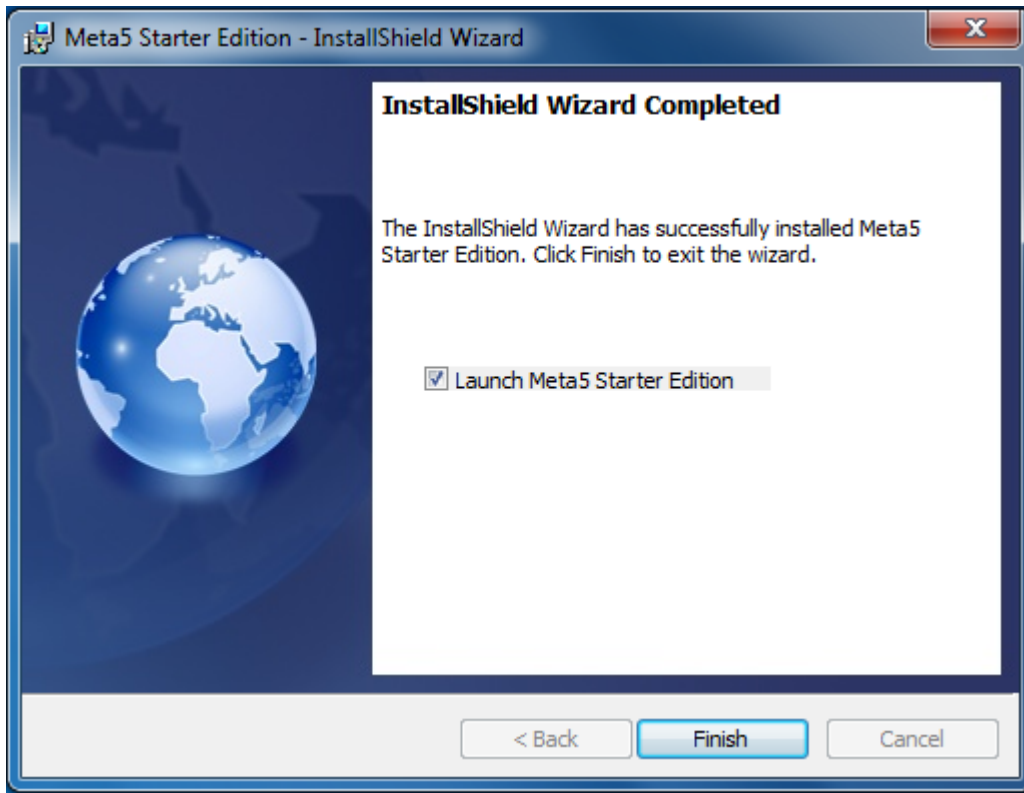 Meta5 Starter Edition - InstallShield Wizard
InstallShield Wizard Completed
The InstallShield Wizard has successfully installed Meta5
Starter Edition. Click Finish to exit the wizard.
Launch Meta5 Starter Edition
< Back Finish Cancel